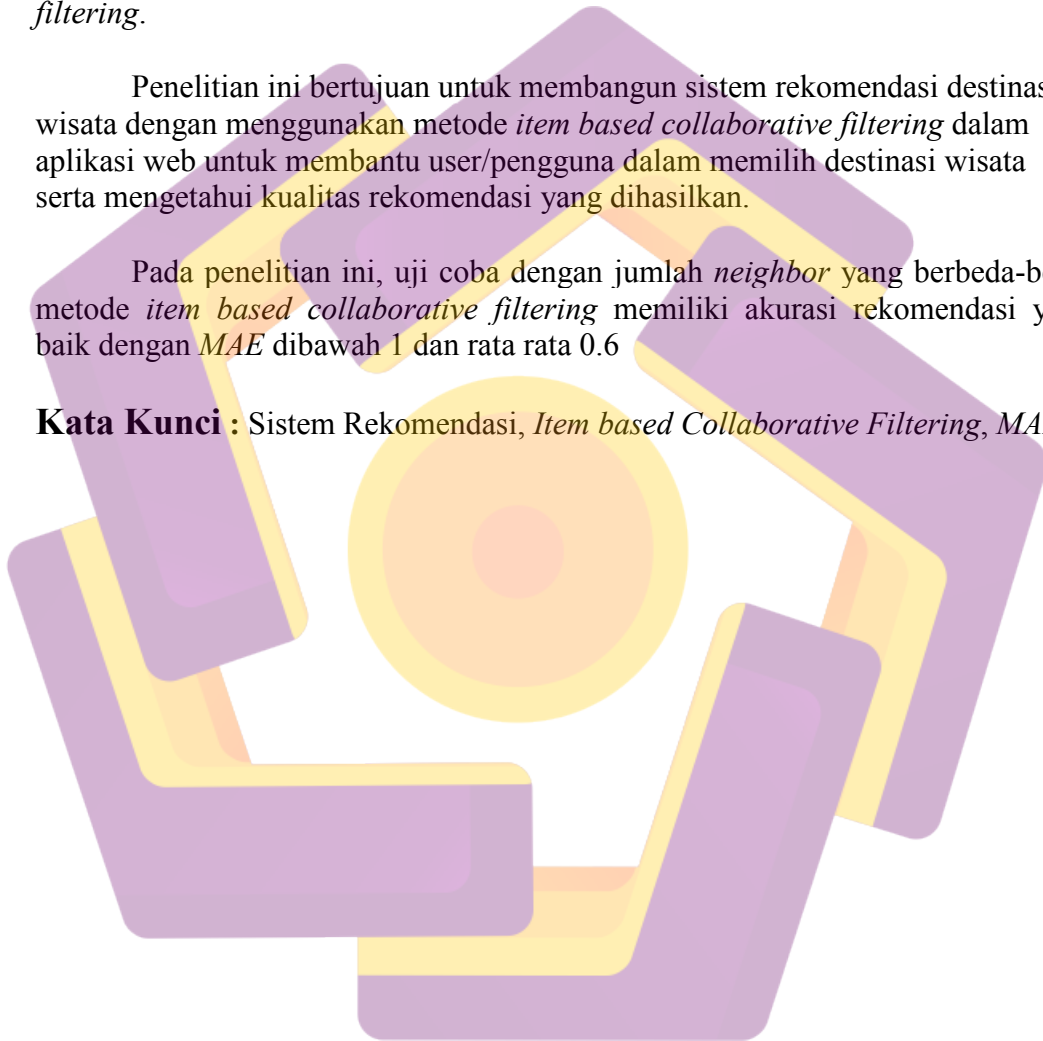 filtering.
Penelitian ini bertujuan untuk membangun sistem rekomendasi destinas
wisata dengan menggunakan metode item based collaborative filtering dalam
aplikasi web untuk membantu user/pengguna dalam memilih destinasi wisata
serta mengetahui kualitas rekomendasi yang dihasilkan.
Pada penelitian ini, uji coba dengan jumlah neighbor yang
metode item based collaborative filtering memiliki akurasi rekomendasi
baik dengan MAE dibawah 1 dan rata rata 0.6
Kata Kunci : Sistem Rekomendasi, Item based Collaborative Filtering,